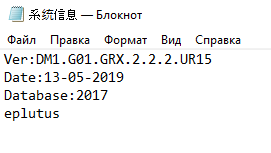 系统信息 — Блокнот
Файл Правка Формат Вид Справка
Ver:DM1.G01.GRX.2.2.2.UR15
Date:13-05-2019
Database:2017
eplutus